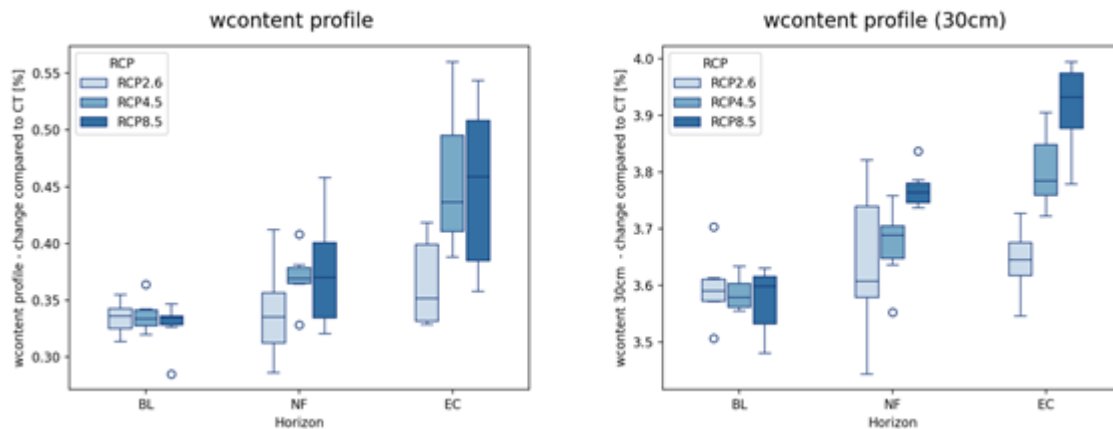 wcontent profile
wcontent profile - change compared to CT [%]
0.55
0.50
0.45
0.40
0.35
0.30
RCP
RCP2.6
RCP4.5
RCP8.5
BL
NF
EC
Horizon
wcontent profile (30cm)
wcontent 30cm - change compared to CT [%]
4.0
3.9
3.8
3.7
3.6
3.5
RCP
RCP2.6
RCP4.5
RCP8.5
BL
NF
EC
Horizon